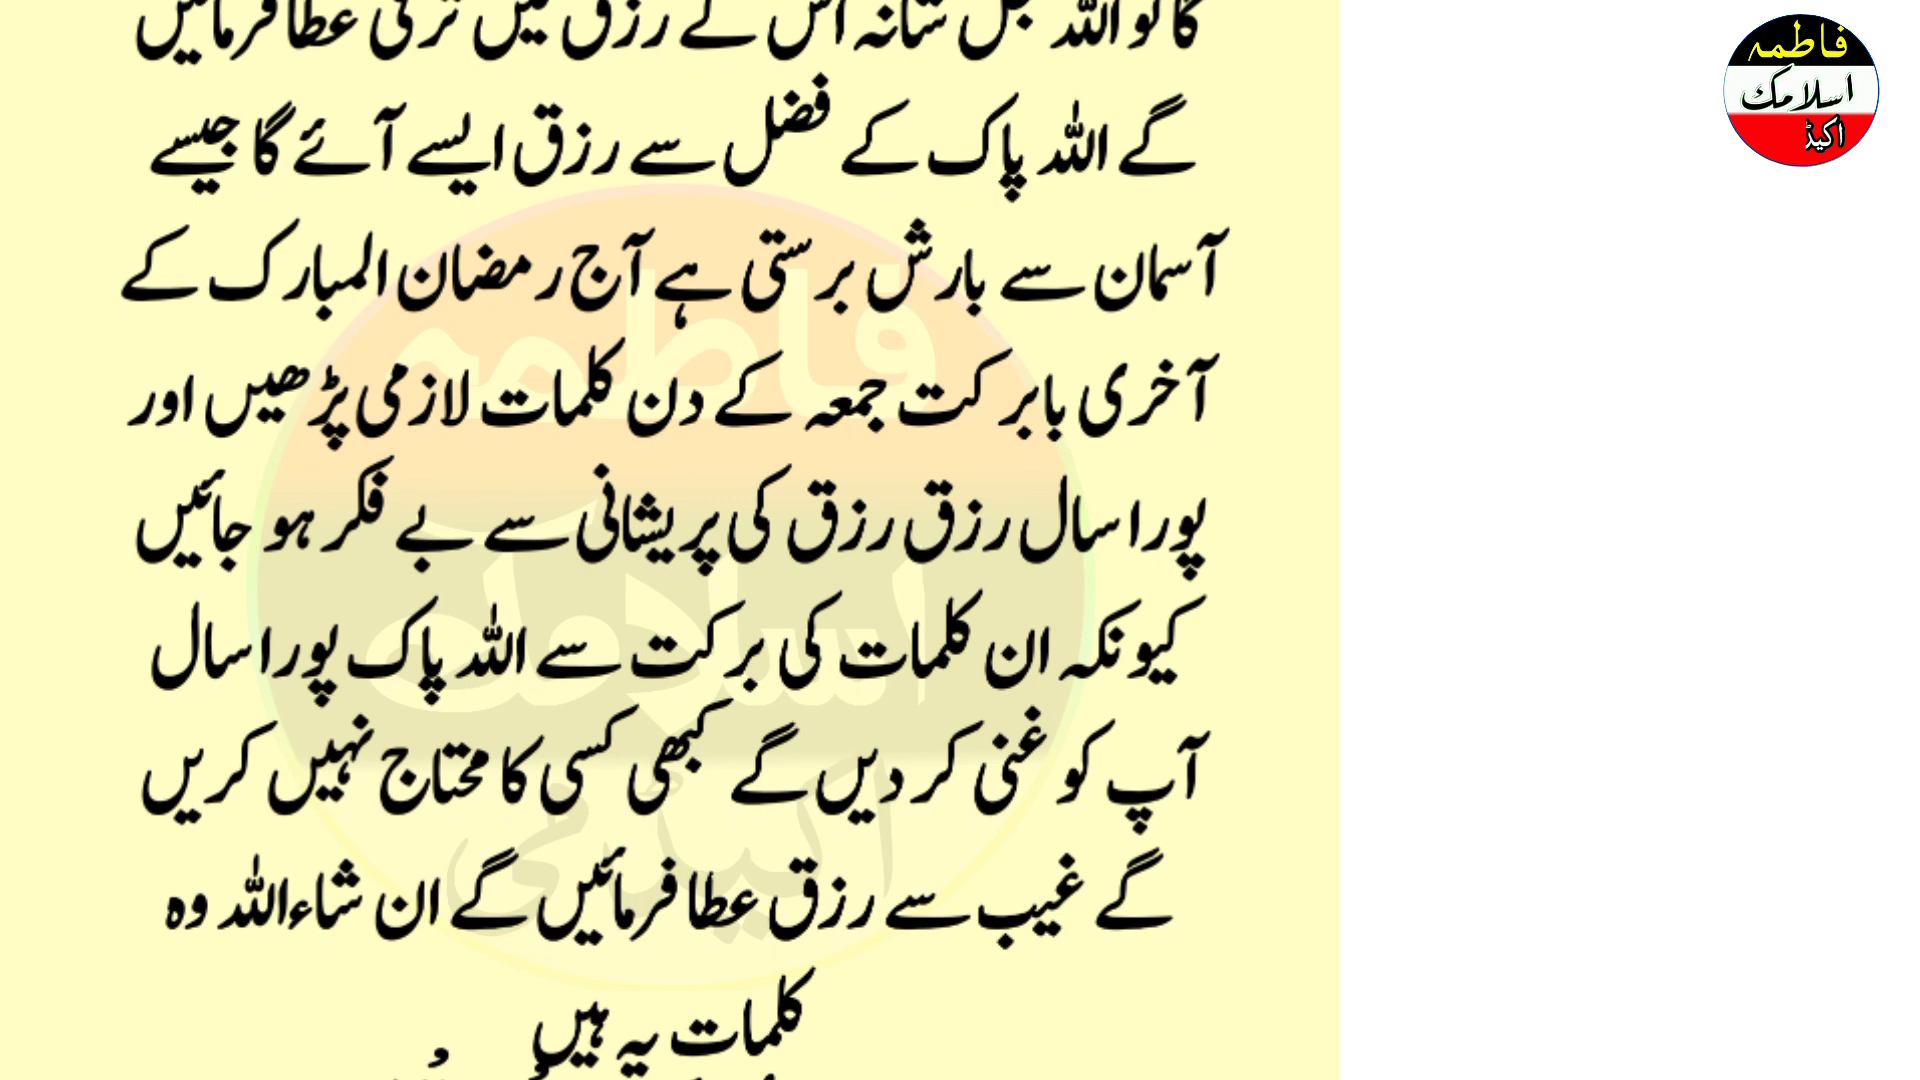 گا تو اللہ جل شانہ اس کے رزق میں ترقی عطا فرمائیں
گے اللہ پاک کے فضل سے رزق ایسے آئے گا جیسے
آسمان سے بارش برستی ہے آج رمضان المبارک کے
آخری بابرکت جمعہ کے دن کلمات لازمی پڑھیں اور
پورا سال رزق رزق کی پریشانی سے بے فکر ہو جائیں
کیونکہ ان کلمات کی برکت سے اللہ پاک پورا سال
آپ کو غنی کر دیں گے کبھی کسی کا محتاج نہیں کریں
گے غیب سے رزق عطا فرمائیں گے ان شاءاللہ وہ
کلمات یہ ہیں
فاطمہ
اسلامک
اکیڈ
فاطمہ
اسلامک
اکیڈمی